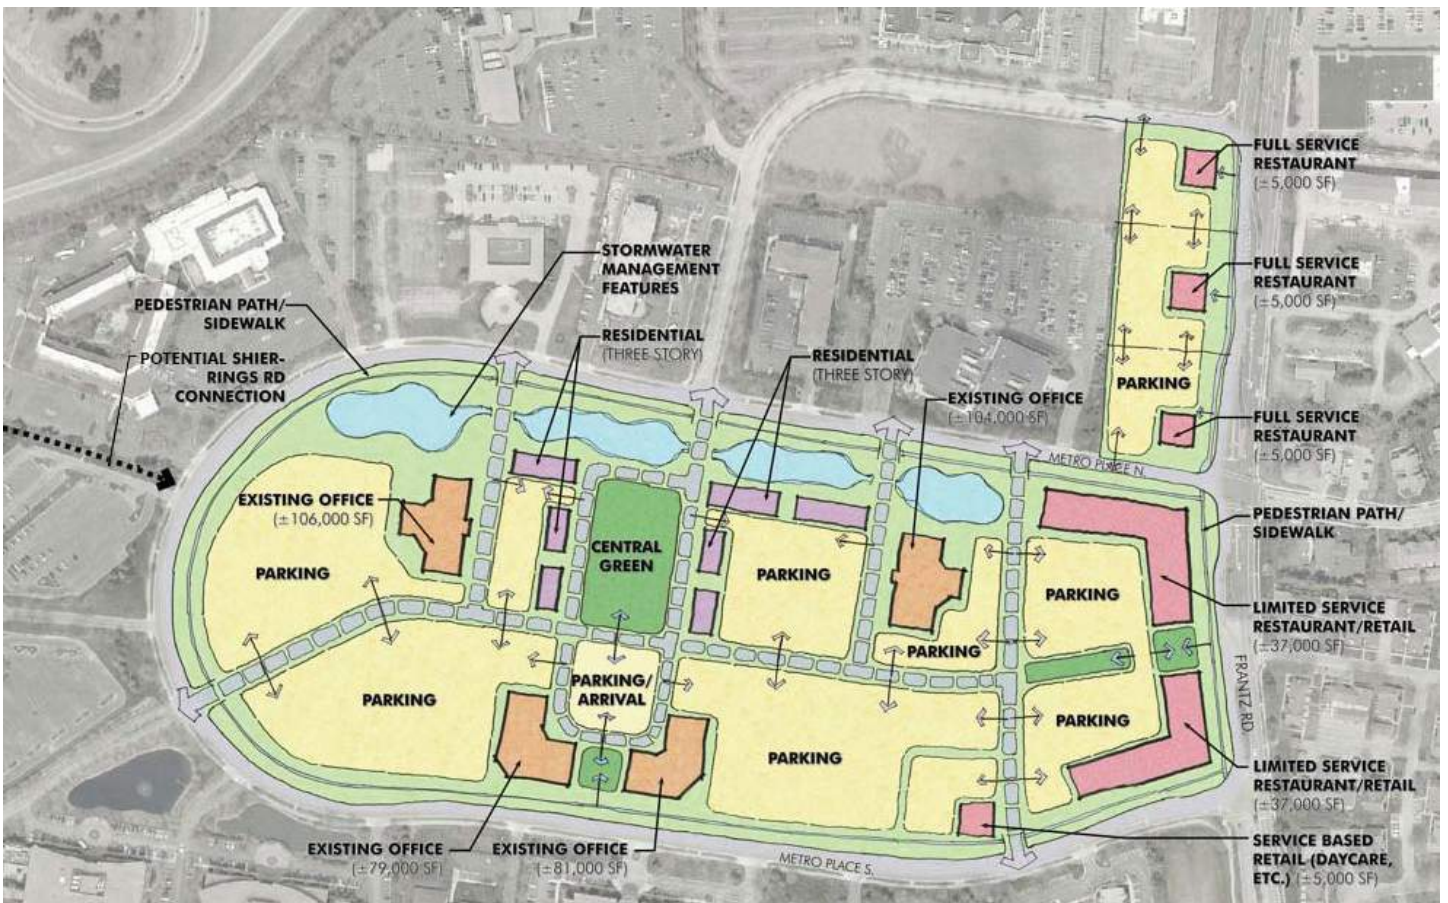 FULL SERVICE
RESTAURANT
(±5,000 SF)
STORMWATER
MANAGEMENT
FEATURES
FULL SERVICE
RESTAURANT
(±5,000 SF)
PEDESTRIAN PATH/
SIDEWALK
RESIDENTIAL
(THREE STORY)
POTENTIAL SHIER-
RINGS RD
CONNECTION
RESIDENTIAL
(THREE STORY)
PARKING
EXISTING OFFICE
(±104,000 SF)
FULL SERVICE
RESTAURANT
(±5,000 SF)
METRO PLACE N.
EXISTING OFFICE
(±106,000 SF)
PEDESTRIAN PATH/
SIDEWALK
CENTRAL
GREEN
PARKING
PARKING
PARKING
LIMITED SERVICE
RESTAURANT/RETAIL
(±37,000 SF)
PARKING
PARKING/
ARRIVAL
PARKING
FRANTZ RD
PARKING
PARKING
LIMITED SERVICE
RESTAURANT/RETAIL
(±37,000 SF)
EXISTING OFFICE
(±79,000 SF)
EXISTING OFFICE
(±81,000 SF)
METRO PLACE S.
SERVICE BASED
RETAIL (DAYCARE,
ETC.) (±5,000 SF)